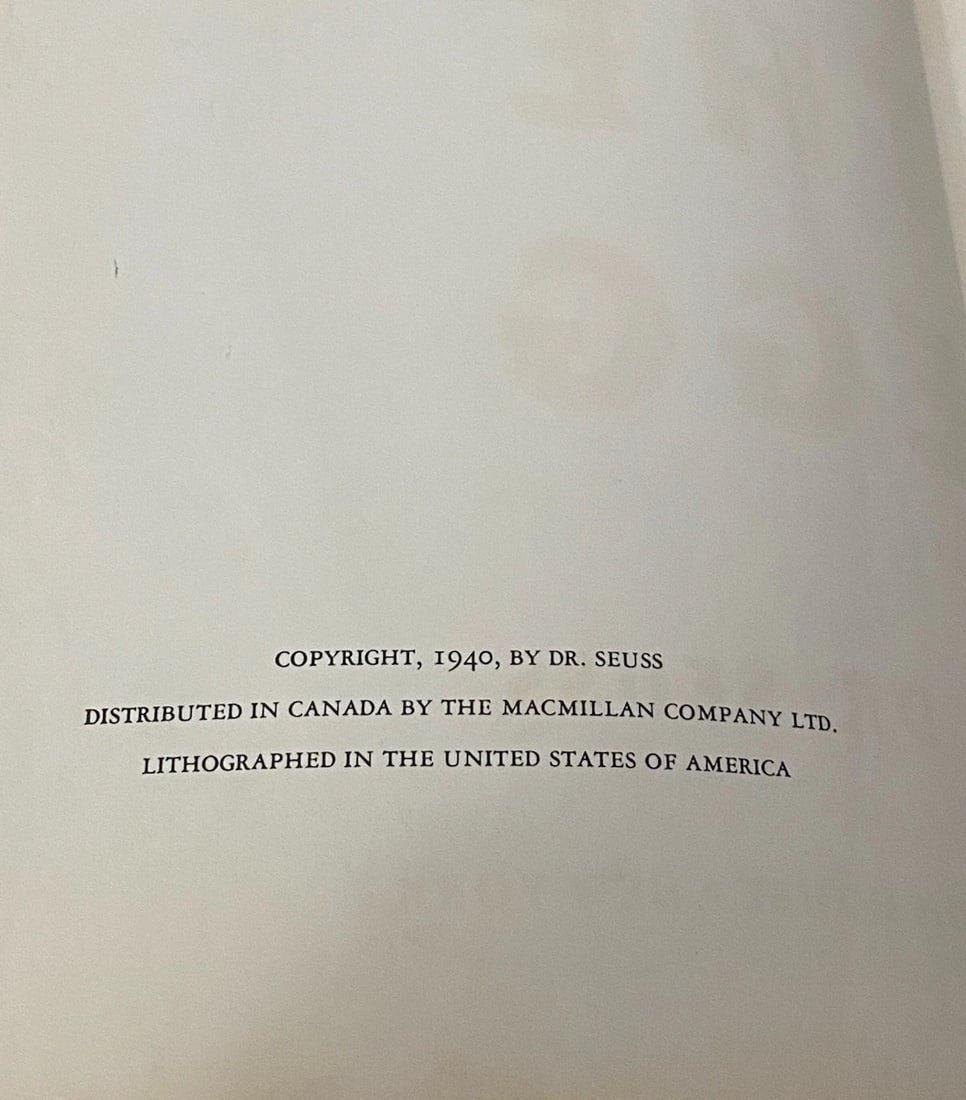 COPYRIGHT, 1940, BY DR. SEUSS
DISTRIBUTED IN CANADA BY THE MACMILLAN COMPANY LTD.
LITHOGRAPHED IN THE UNITED STATES OF AMERICA